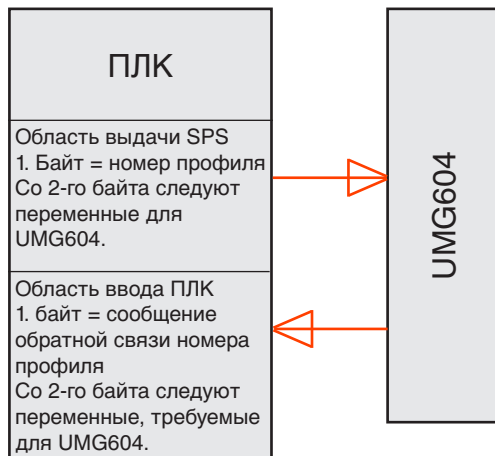 ПЛК
Область выдачи SPS
1. Байт = номер профиля
Со 2-го байта следуют
переменные для
UMG604.
Область ввода ПЛК
1. байт = сообщение
обратной связи номера
профиля
Со 2-го байта следуют
переменные, требуемые
для UMG604.
UMG604